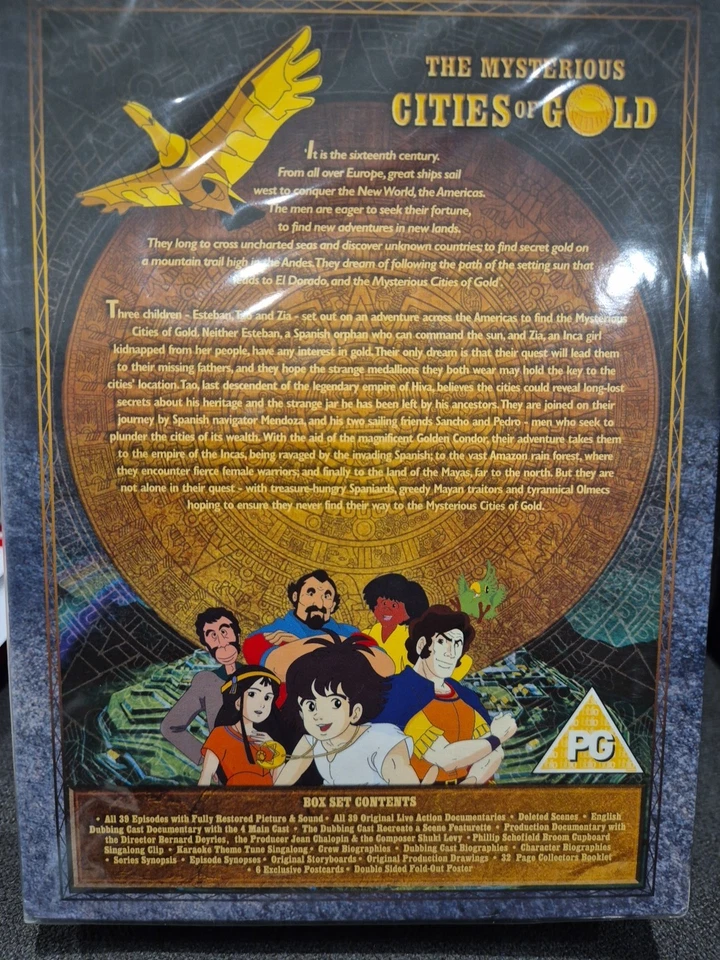 THE MYSTERIOUS
CITIES OF GOLD
'It is the sixteenth century.
From all over Europe, great ships sail
west to conquer the New World, the Americas.
The men are eager to seek their fortune,
to find new adventures in new lands.
They long to cross uncharted seas and discover unknown countries; to find secret gold on
a mountain trail high in the Andes. They dream of following the path of the setting sun that
leads to El Dorado, and the Mysterious Cities of Gold'.
Three children - Esteban, Tao and Zia - set out on an adventure across the Americas to find the Mysterious
Cities of Gold. Neither Esteban, a Spanish orphan who can command the sun, and Zia, an Inca girl
kidnapped from her people, have any interest in gold. Their only dream is that their quest will lead them
to their missing fathers, and they hope the strange medallions they both wear may hold the key to the
cities' location. Tao, last descendent of the legendary empire of Hiva, believes the cities could reveal long-lost
secrets about his heritage and the strange jar he has been left by his ancestors. They are joined on their
journey by Spanish navigator Mendoza, and his two sailing friends Sancho and Pedro - men who seek to
plunder the cities of its wealth. With the aid of the magnificent Golden Condor, their adventure takes them
to the empire of the Incas, being ravaged by the invading Spanish; to the vast Amazon rain forest, where
they encounter fierce female warriors; and finally to the land of the Mayas, far to the north. But they are
not alone in their quest - with treasure-hungry Spaniards, greedy Mayan traitors and tyrannical Olmecs
hoping to ensure they never find their way to the Mysterious Cities of Gold.
PG
BOX SET CONTENTS
• All 39 Episodes with Fully Restored Picture & Sound • All 39 Original Live Action Documentaries • Deleted Scenes • English
Dubbing Cast Documentary with the 4 Main Cast • The Dubbing Cast Recreate a Scene Featurette • Production Documentary with
the Director Bernard Deyries, the Producer Jean Chalopin & the Composer Shuki Levy • Phillip Schofield Broom Cupboard
Singalong Clip • Karaoke Theme Tune Singalong • Crew Biographies • Dubbing Cast Biographies • Character Biographies
• Series Synopsis • Episode Synopses • Original Storyboards • Original Production Drawings • 32 Page Collectors Booklet
• 6 Exclusive Postcards • Double Sided Fold-Out Poster